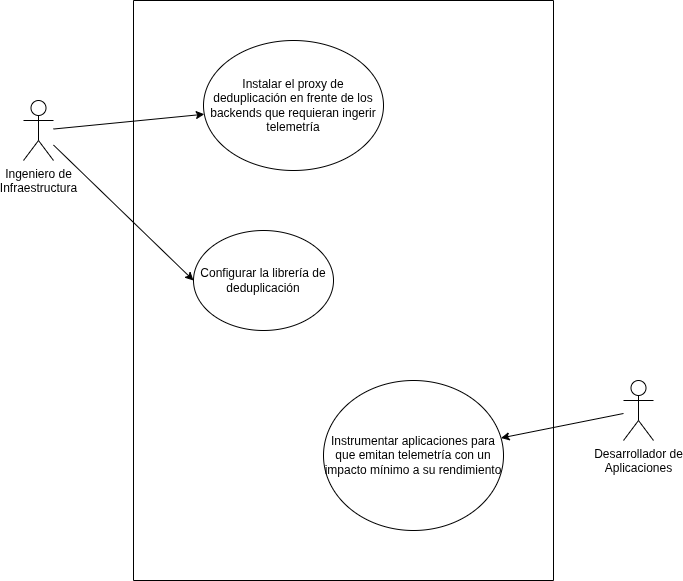 Instalar el proxy de
deduplicación en frente de los
backends que requieran ingerir
telemetría
Ingeniero de
Infraestructura
Configurar la librería de
deduplicación
Instrumentar aplicaciones para
que emitan telemetría con un
impacto mínimo a su rendimiento
Desarrollador de
Aplicaciones